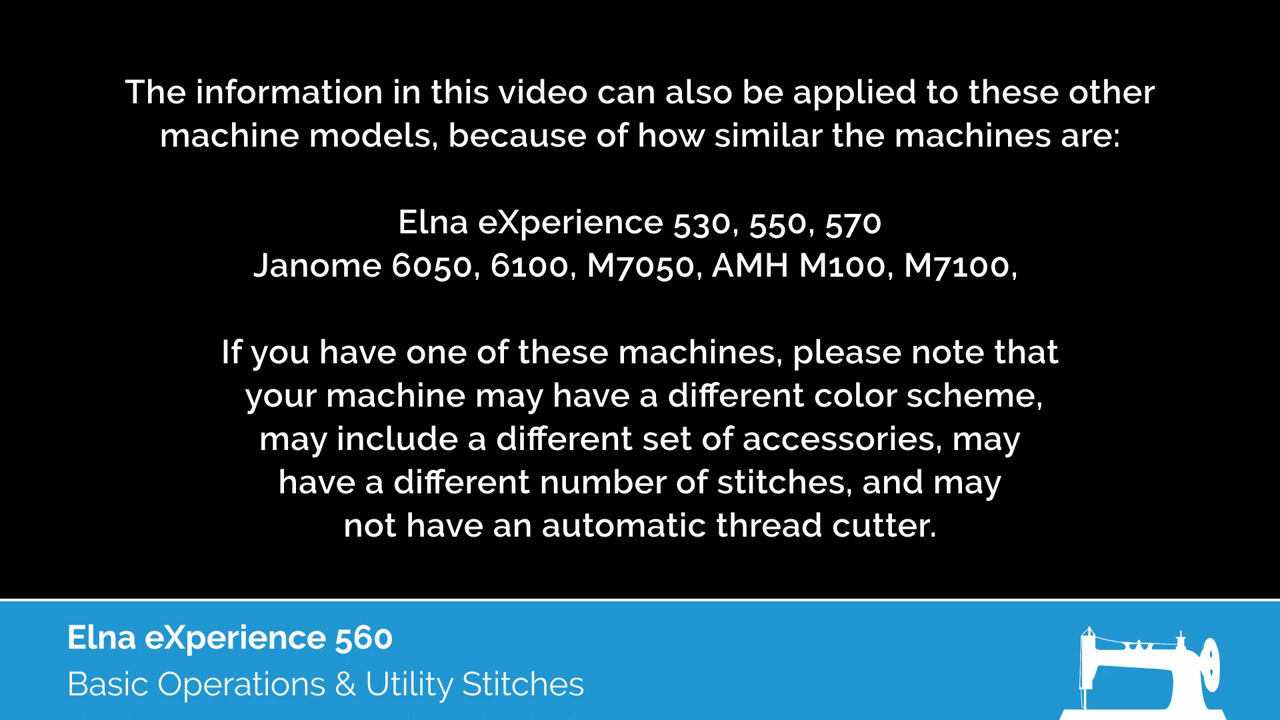 The information in this video can also be applied to these other
machine models, because of how similar the machines are:
Elna eXperience 530, 550, 570
Janome 6050, 6100, M7050, AMH M100, M7100,
If you have one of these machines, please note that
your machine may have a different color scheme,
may include a different set of accessories, may
have a different number of stitches, and may
not have an automatic thread cutter.
Elna eXperience 560
Basic Operations & Utility Stitches